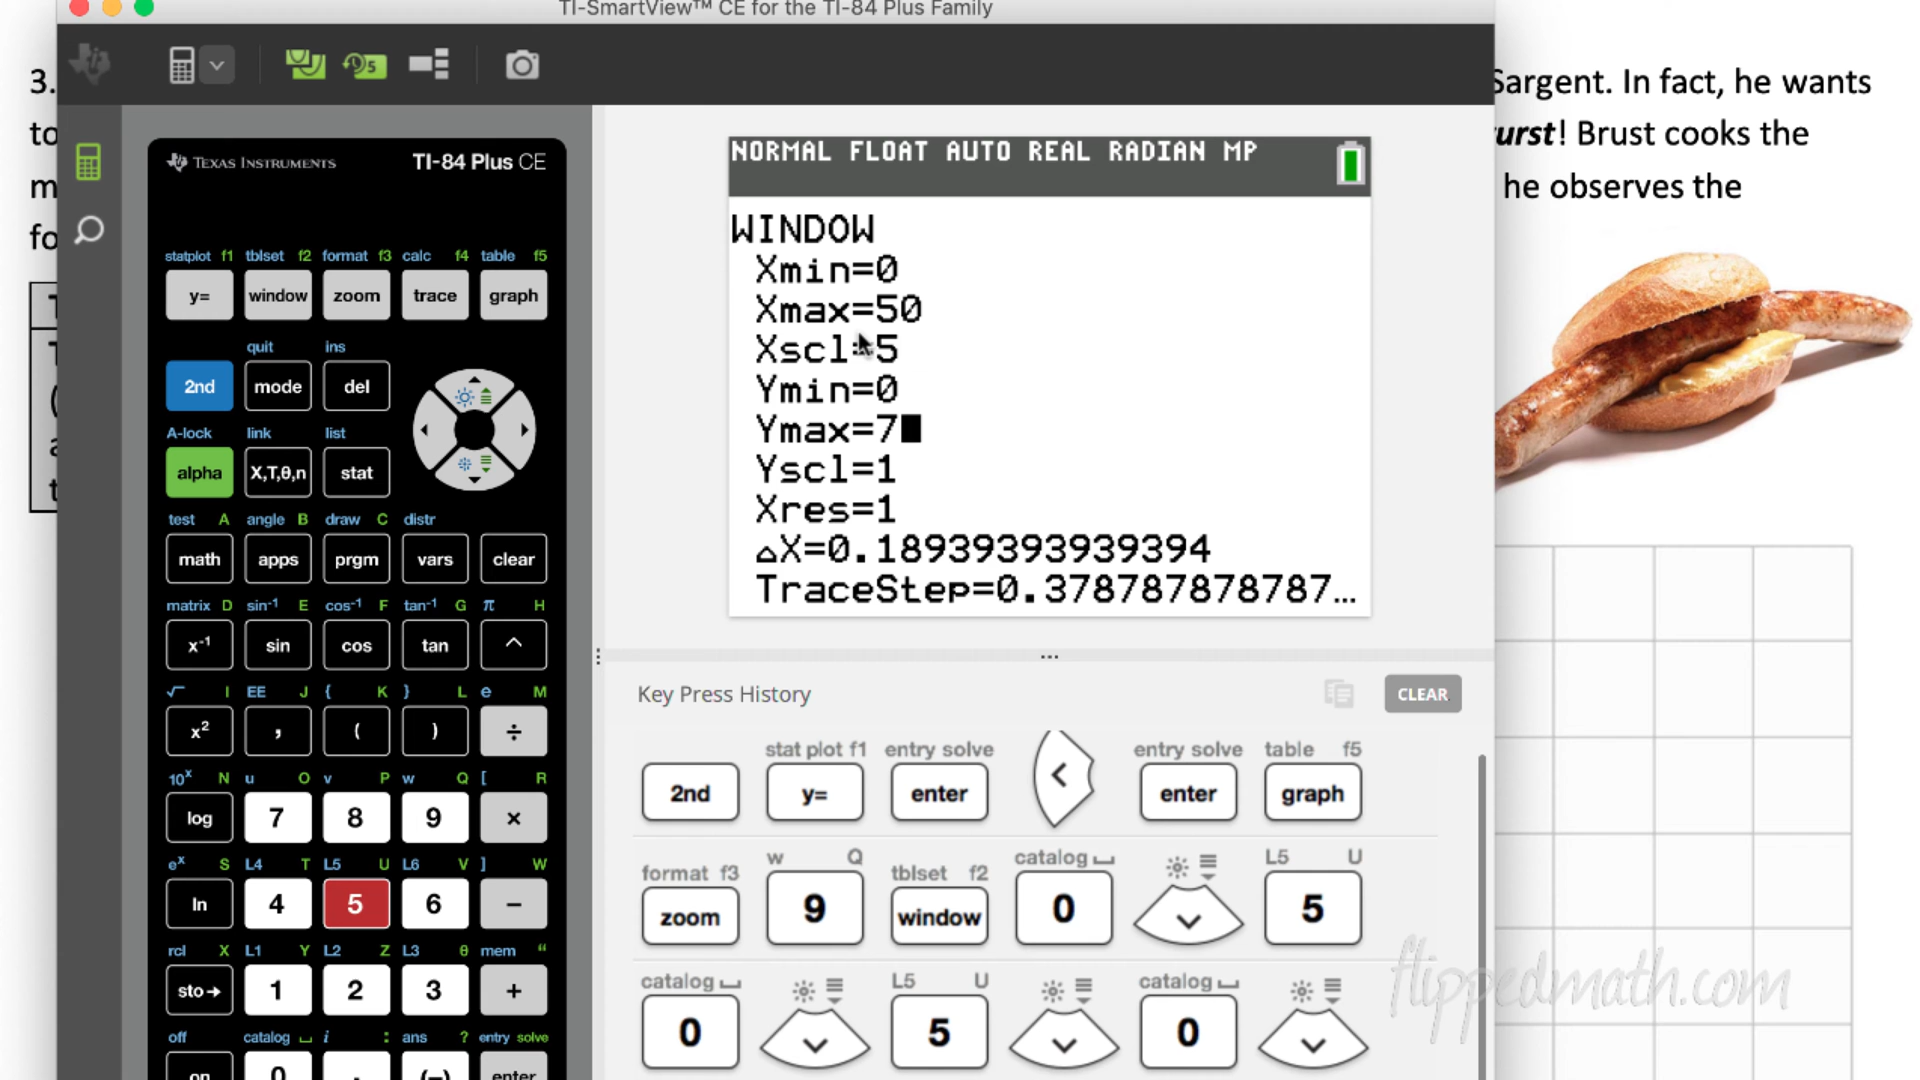 TI-SmartView™ CE for the TI-84 Plus Family
3.
Sargent. In fact, he wants
to
urst! Brust cooks the
m
he observes the
fo
TEXAS INSTRUMENTS TI-84 Plus CE
statplot f1 tblset f2 format f3 calc f4 table f5
y= window zoom trace graph
quit ins
2nd mode del
A-lock link list
alpha X,T,θ,n stat
test A angle B draw C distr
math apps prgm vars clear
matrix D sin⁻¹ E cos⁻¹ F tan⁻¹ G π H
x⁻¹ sin cos tan ^
√ I EE J { K } L e M
x² , ( ) ÷
10ˣ N u O v P w Q [ R
log 7 8 9 ×
eˣ S L4 T L5 U L6 V ] W
ln 4 5 6 −
rcl X L1 Y L2 Z L3 θ mem "
sto→ 1 2 3 +
off catalog ⎵ i : ans ? entry solve
on 0 . (−) enter
NORMAL FLOAT AUTO REAL RADIAN MP
WINDOW
Xmin=0
Xmax=50
Xscl=5
Ymin=0
Ymax=7
Yscl=1
Xres=1
△X=0.18939393939394
TraceStep=0.378787878787...
Key Press History
CLEAR
stat plot f1 entry solve entry solve table f5
2nd y= enter < enter graph
format f3 w Q tblset f2 catalog ⎵ L5 U
zoom 9 window 0 5
catalog ⎵ L5 U catalog ⎵
0 5 0
flippedmath.com